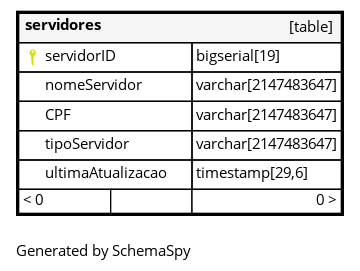 servidores [table]
servidorID bigserial[19]
nomeServidor varchar[2147483647]
CPF varchar[2147483647]
tipoServidor varchar[2147483647]
ultimaAtualizacao timestamp[29,6]
< 0 0 >
Generated by SchemaSpy